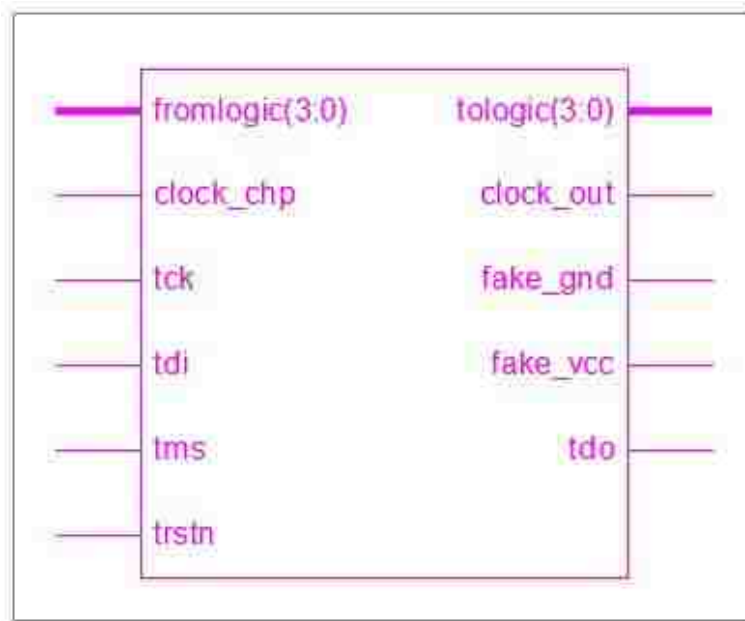 fromlogic(3:0) tologic(3:0)
clock_chp clock_out
tck fake_gnd
tdi fake_vcc
tms tdo
trstn